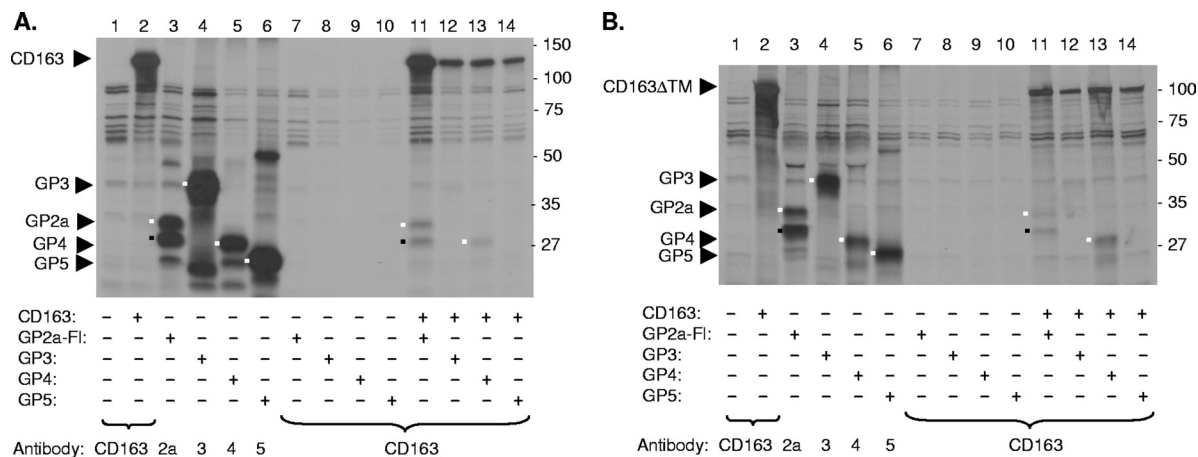 A.
1 2 3 4 5 6 7 8 9 10 11 12 13 14
CD163
GP3
GP2a
GP4
GP5
- 150
- 100
- 75
- 50
- 35
- 27
CD163: – + – – – – – – – – + + + +
GP2a-Fl: – – + – – – + – – – + – – –
GP3: – – – + – – – + – – – + – –
GP4: – – – – + – – – + – – – + –
GP5: – – – – – + – – – + – – – +
Antibody: CD163 2a 3 4 5 CD163
B.
1 2 3 4 5 6 7 8 9 10 11 12 13 14
CD163ΔTM
GP3
GP2a
GP4
GP5
- 100
- 75
- 50
- 35
- 27
CD163: – + – – – – – – – – + + + +
GP2a-Fl: – – + – – – + – – – + – – –
GP3: – – – + – – – + – – – + – –
GP4: – – – – + – – – + – – – + –
GP5: – – – – – + – – – + – – – +
Antibody: CD163 2a 3 4 5 CD163